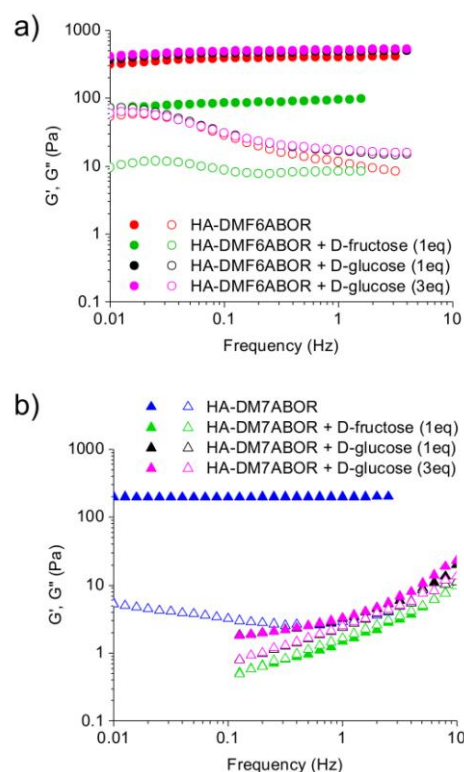 a)
1000
100
10
1
0.1
G', G'' (Pa)
HA-DMF6ABOR
HA-DMF6ABOR + D-fructose (1eq)
HA-DMF6ABOR + D-glucose (1eq)
HA-DMF6ABOR + D-glucose (3eq)
0.01 0.1 1 10
Frequency (Hz)
b)
HA-DM7ABOR
HA-DM7ABOR + D-fructose (1eq)
HA-DM7ABOR + D-glucose (1eq)
HA-DM7ABOR + D-glucose (3eq)
1000
100
10
1
0.1
G', G'' (Pa)
0.01 0.1 1 10
Frequency (Hz)